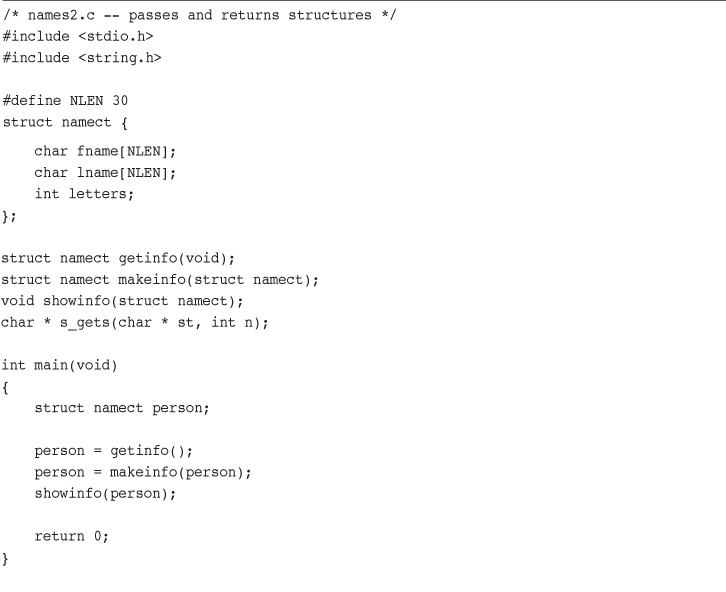 /* names2.c -- passes and returns structures */
#include <stdio.h>
#include <string.h>

#define NLEN 30
struct namect {
    char fname[NLEN];
    char lname[NLEN];
    int letters;
};

struct namect getinfo(void);
struct namect makeinfo(struct namect);
void showinfo(struct namect);
char * s_gets(char * st, int n);

int main(void)
{
    struct namect person;

    person = getinfo();
    person = makeinfo(person);
    showinfo(person);

    return 0;
}